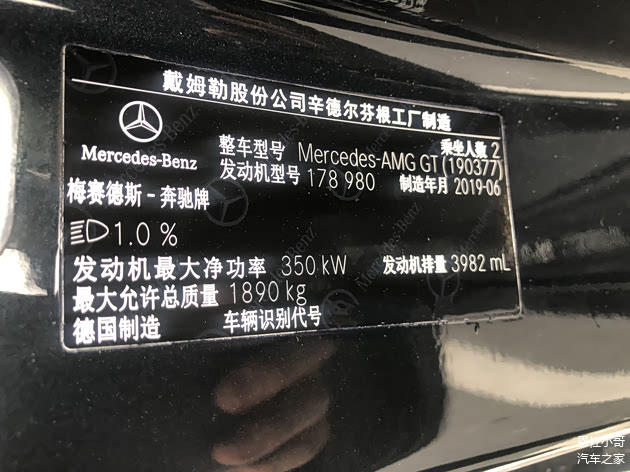 戴姆勒股份公司辛德尔芬根工厂制造
乘坐人数 2
Mercedes-Benz
整车型号 Mercedes-AMG GT (190377)
发动机型号 178 980
制造年月 2019-06
梅赛德斯 - 奔驰牌
1.0 %
发动机最大净功率 350 kW
发动机排量 3982 mL
最大允许总质量 1890 kg
德国制造
车辆识别代号
汽车之家